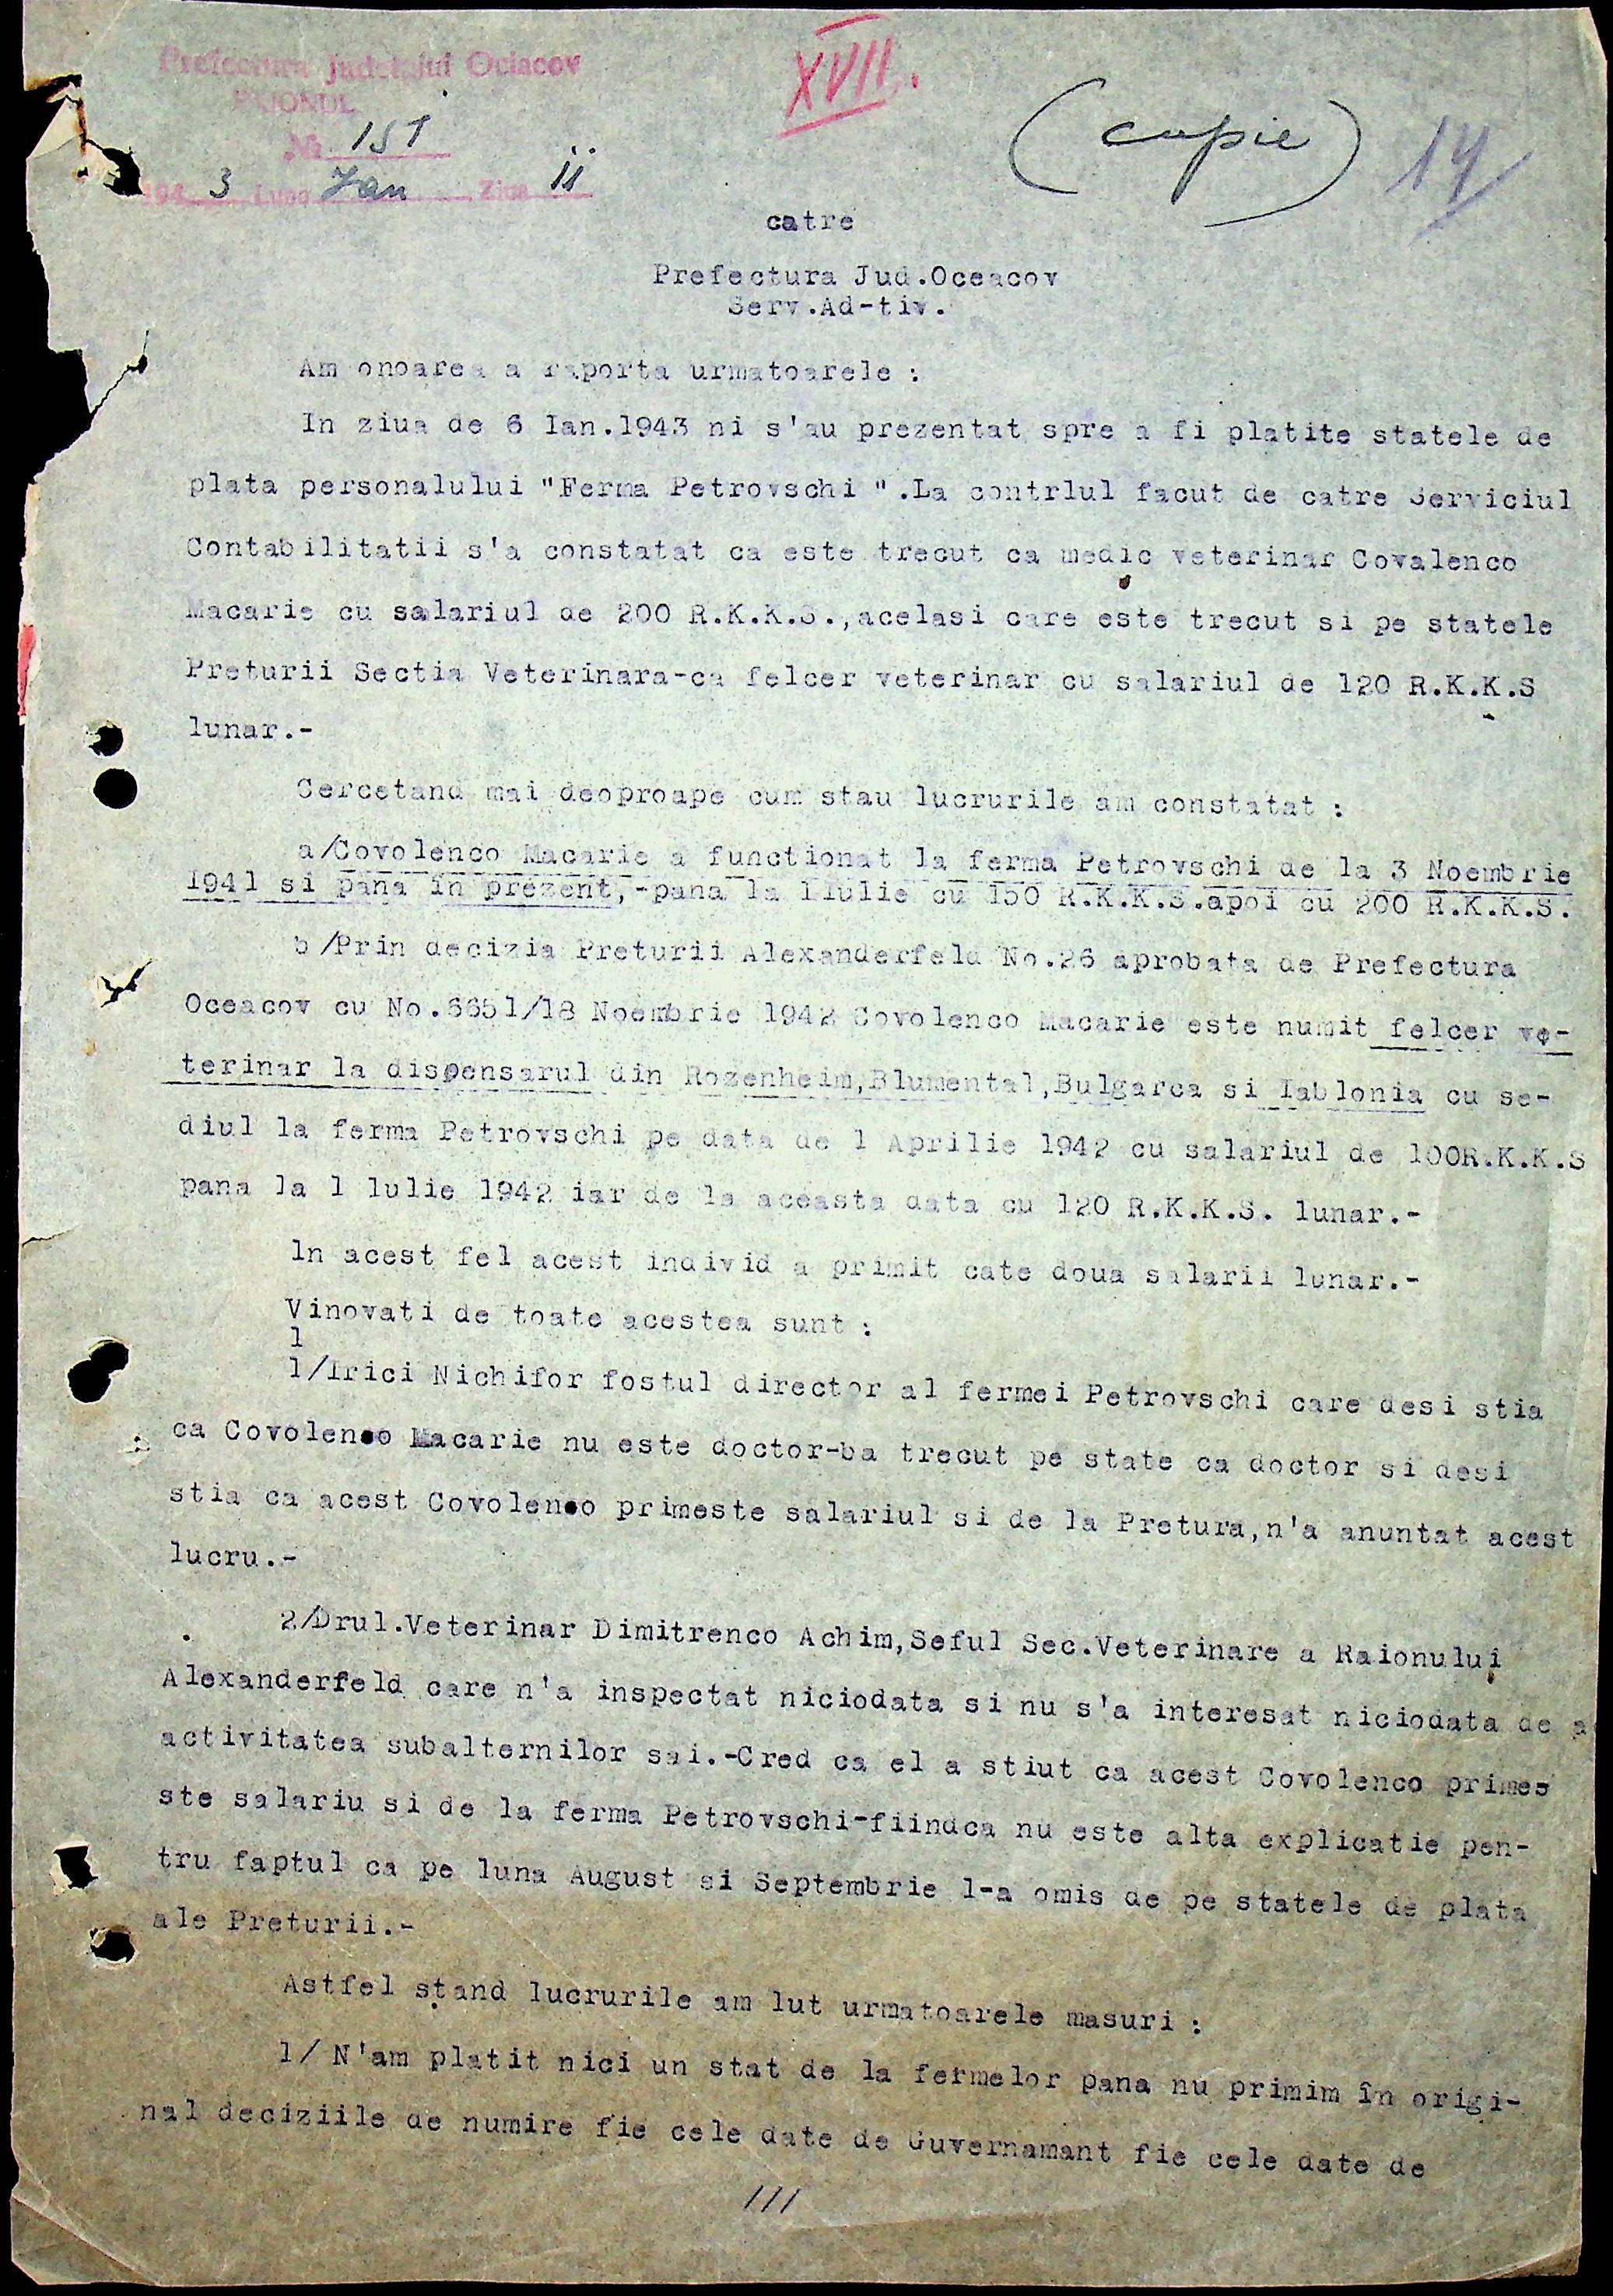 Prefectura Judetului Ociacov
RAIONUL
XVII.
(copie)
14
№ 151
194 3 Luna Ian Ziua 11
catre
Prefectura Jud.Oceacov
Serv.Ad-tiv.
Am onoarea a raporta urmatoarele :
In ziua de 6 Ian.1943 ni s'au prezentat spre a fi platite statele de
plata personalului "Ferma Petrovschi ".La contrlul facut de catre Serviciul
Contabilitatii s'a constatat ca este trecut ca medic veterinar Covalenco
Macarie cu salariul de 200 R.K.K.S.,acelasi care este trecut si pe statele
Preturii Sectia Veterinara-ca felcer veterinar cu salariul de 120 R.K.K.S
lunar.-
Cercetand mai deoproape cum stau lucrurile am constatat :
a/Covolenco Macarie a functionat la ferma Petrovschi de la 3 Noembrie
1941 si pana in prezent,-pana la 1 Iulie cu 150 R.K.K.S.apoi cu 200 R.K.K.S.
b/Prin decizia Preturii Alexanderfeld No.26 aprobata de Prefectura
Oceacov cu No.6651/18 Noembrie 1942 Covolenco Macarie este numit felcer ve-
terinar la dispensarul din Rozenheim,Blumental,Bulgarca si Iablonia cu se-
diul la ferma Petrovschi pe data de 1 Aprilie 1942 cu salariul de 100R.K.K.S
pana la 1 lulie 1942 iar de la aceasta data cu 120 R.K.K.S. lunar.-
ln acest fel acest individ a primit cate doua salarii lunar.-
Vinovati de toate acestea sunt :
1
1/Irici Nichifor fostul director al fermei Petrovschi care desi stia
ca Covolenco Macarie nu este doctor-ba trecut pe state ca doctor si desi
stia ca acest Covolenco primeste salariul si de la Pretura,n'a anuntat acest
lucru.-
2/Drul.Veterinar Dimitrenco Achim,Seful Sec.Veterinare a Raionului
Alexanderfeld care n'a inspectat niciodata si nu s'a interesat niciodata de a
activitatea subalternilor sai.-Cred ca el a stiut ca acest Covolenco primes
ste salariu si de la ferma Petrovschi-fiindca nu este alta explicatie pen-
tru faptul ca pe luna August si Septembrie l-a omis de pe statele de plata
ale Preturii.-
Astfel stand lucrurile am lut urmatoarele masuri :
1/ N'am platit nici un stat de la fermelor pana nu primim în origi-
nal deciziile de numire fie cele date de Guvernamant fie cele date de
///